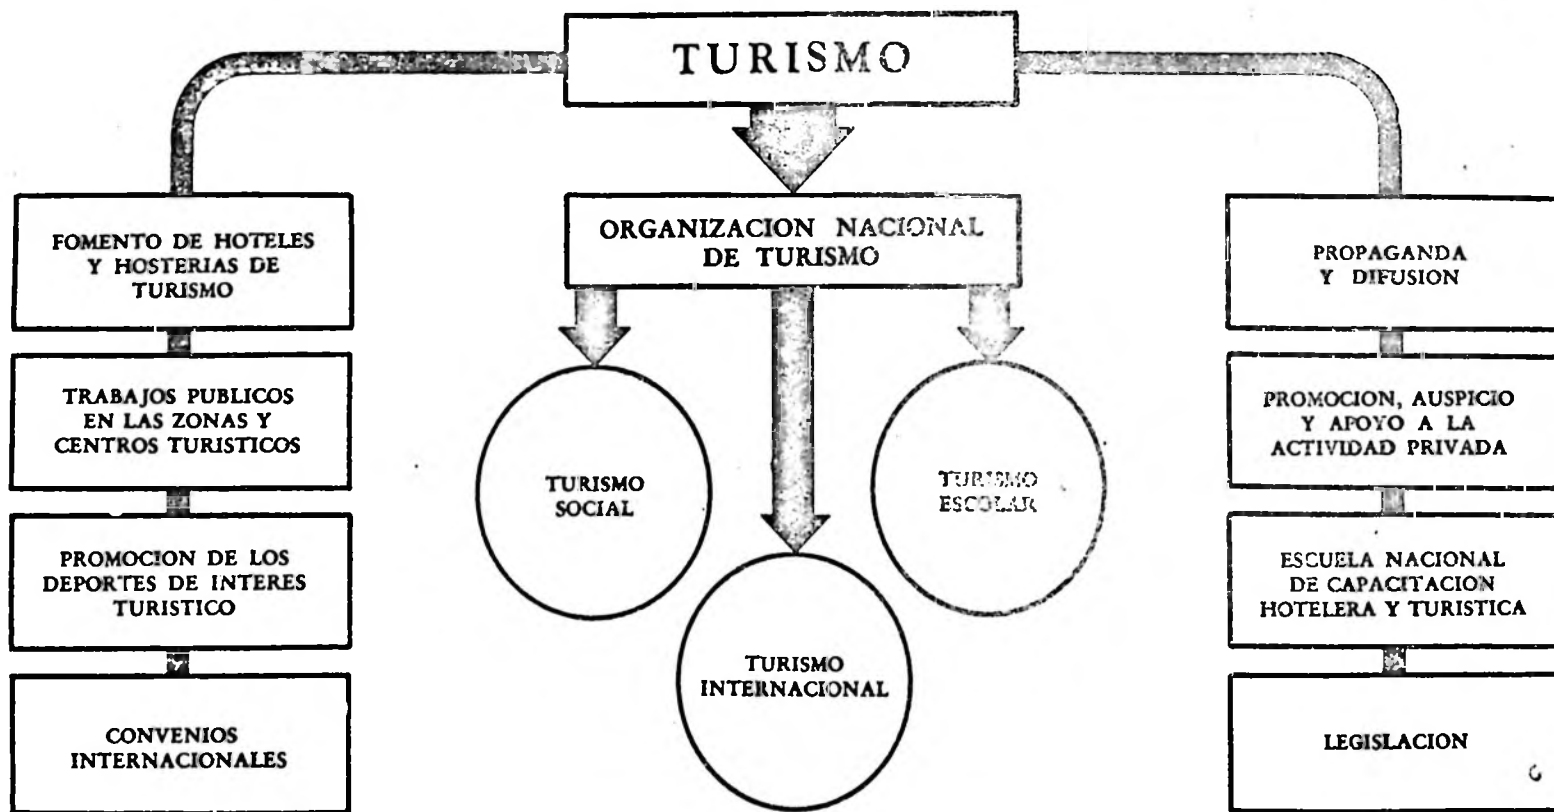 TURISMO
FOMENTO DE HOTELES
Y HOSTERIAS DE
TURISMO
TRABAJOS PUBLICOS
EN LAS ZONAS Y
CENTROS TURISTICOS
PROMOCION DE LOS
DEPORTES DE INTERES
TURISTICO
CONVENIOS
INTERNACIONALES
ORGANIZACION NACIONAL
DE TURISMO
TURISMO
SOCIAL
TURISMO
INTERNACIONAL
TURISMO
ESCOLAR
PROPAGANDA
Y DIFUSION
PROMOCION, AUSPICIO
Y APOYO A LA
ACTIVIDAD PRIVADA
ESCUELA NACIONAL
DE CAPACITACION
HOTELERA Y TURISTICA
LEGISLACION